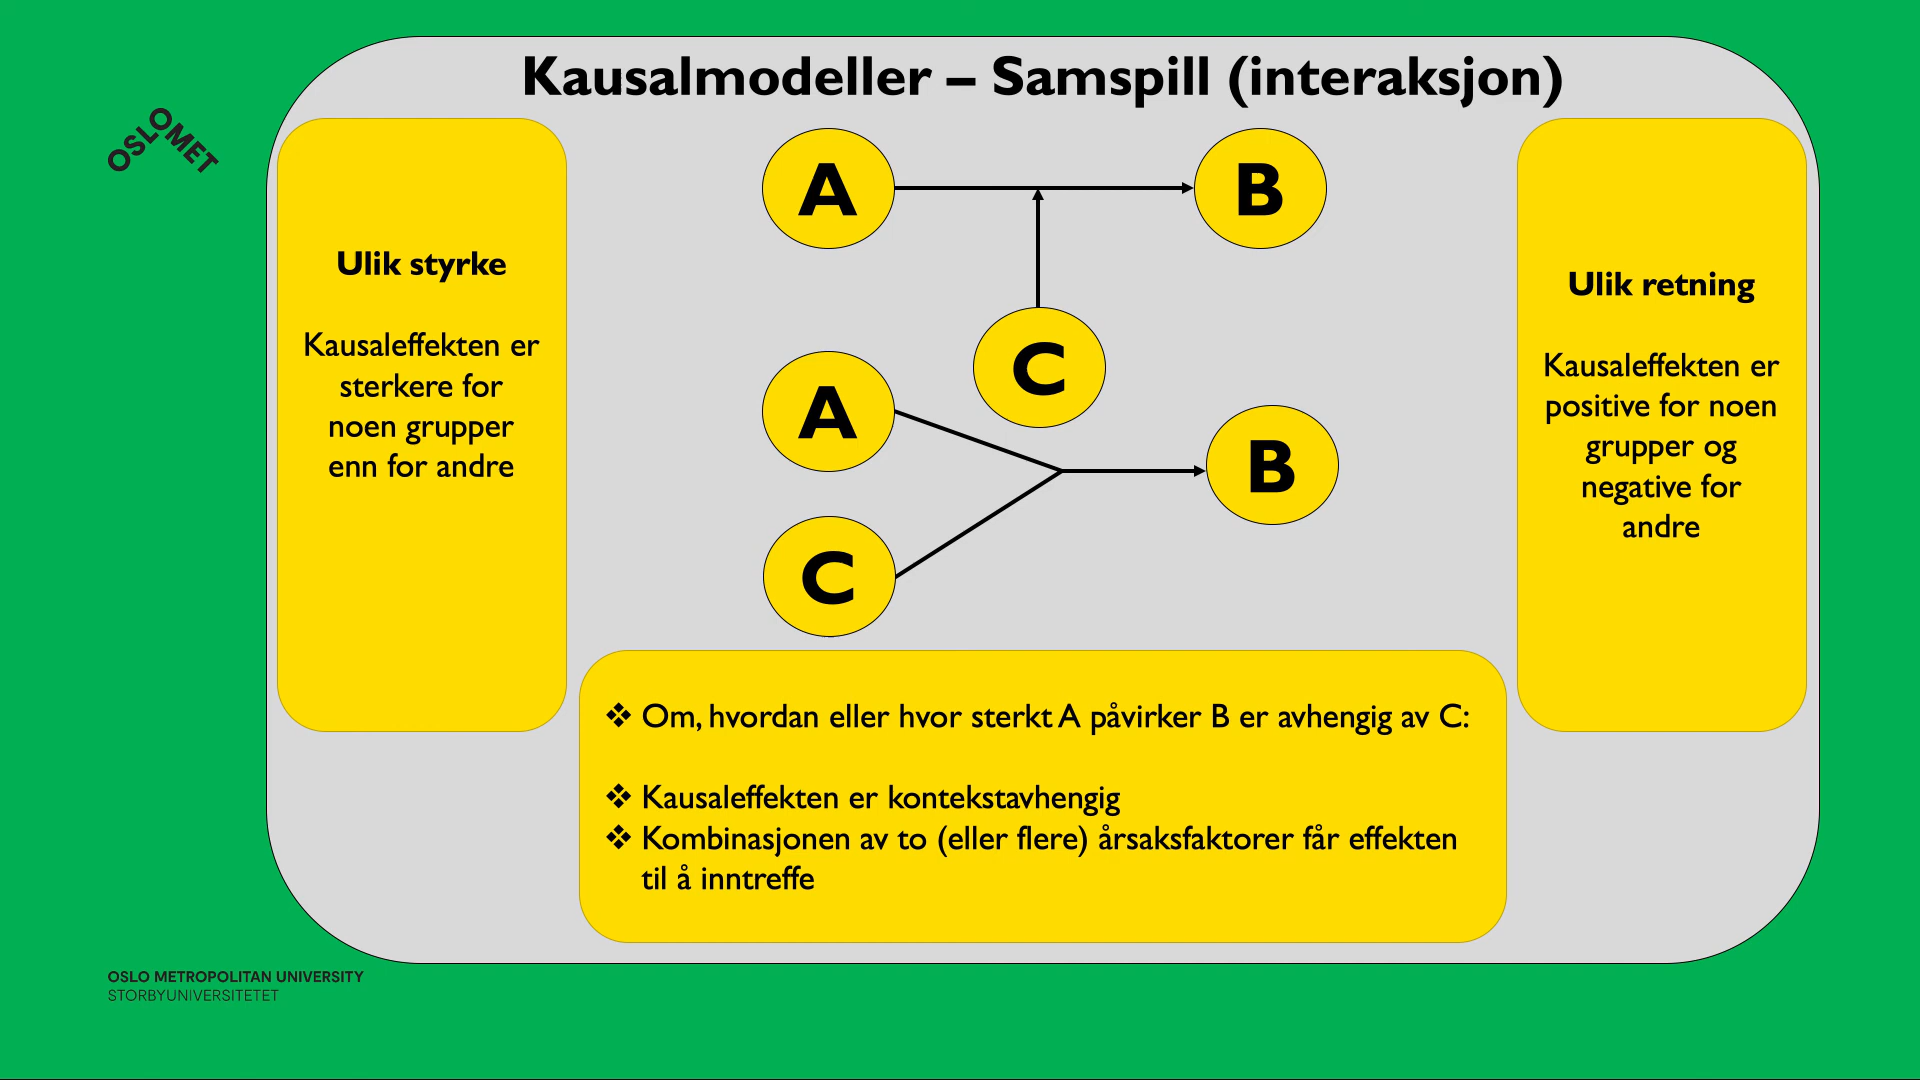 Kausalmodeller – Samspill (interaksjon)
OSLOMET
Ulik styrke
Kausaleffekten er
sterkere for
noen grupper
enn for andre
A
B
C
A
B
C
Ulik retning
Kausaleffekten er
positive for noen
grupper og
negative for
andre
❖ Om, hvordan eller hvor sterkt A påvirker B er avhengig av C:
❖ Kausaleffekten er kontekstavhengig
❖ Kombinasjonen av to (eller flere) årsaksfaktorer får effekten
til å inntreffe
OSLO METROPOLITAN UNIVERSITY
STORBYUNIVERSITETET